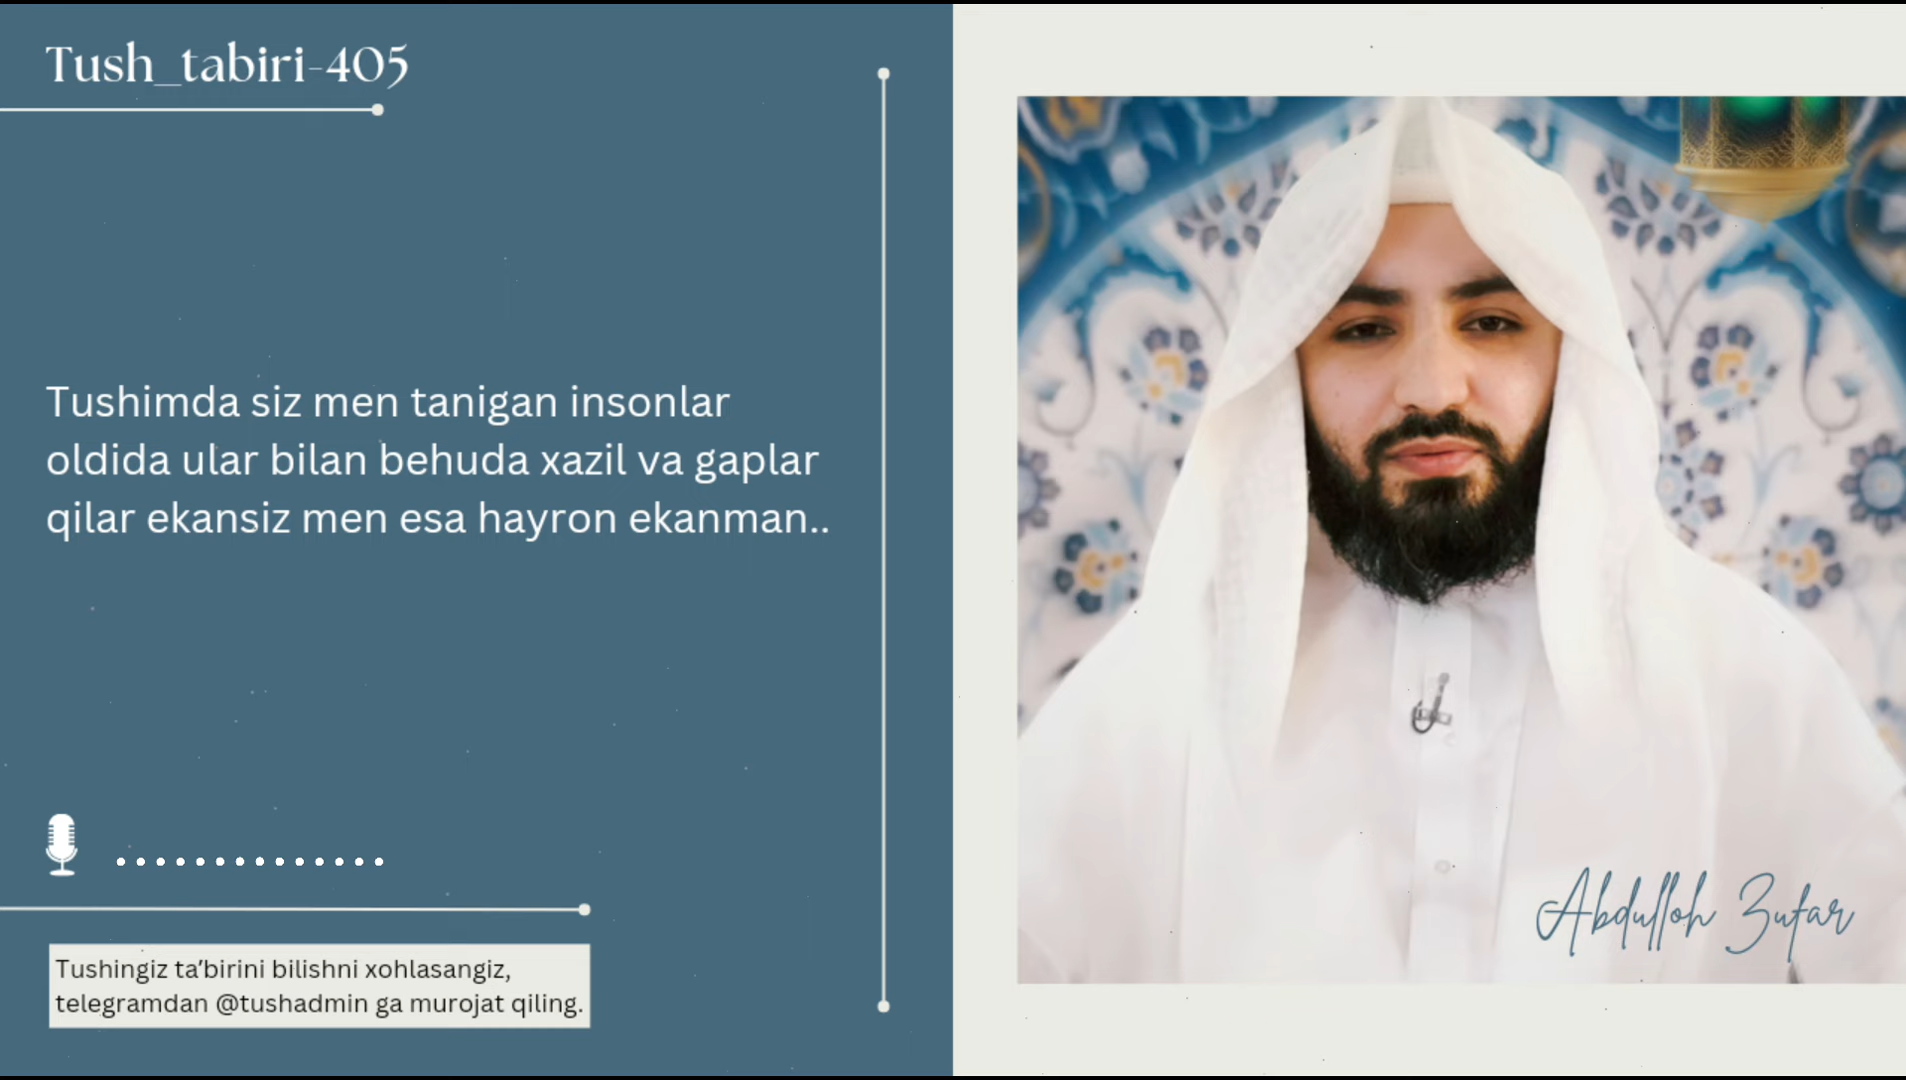 Tush_tabiri-405
Tushimda siz men tanigan insonlar
oldida ular bilan behuda xazil va gaplar
qilar ekansiz men esa hayron ekanman..
Tushingiz ta’birini bilishni xohlasangiz,
telegramdan @tushadmin ga murojat qiling.
Abdulloh Zufar